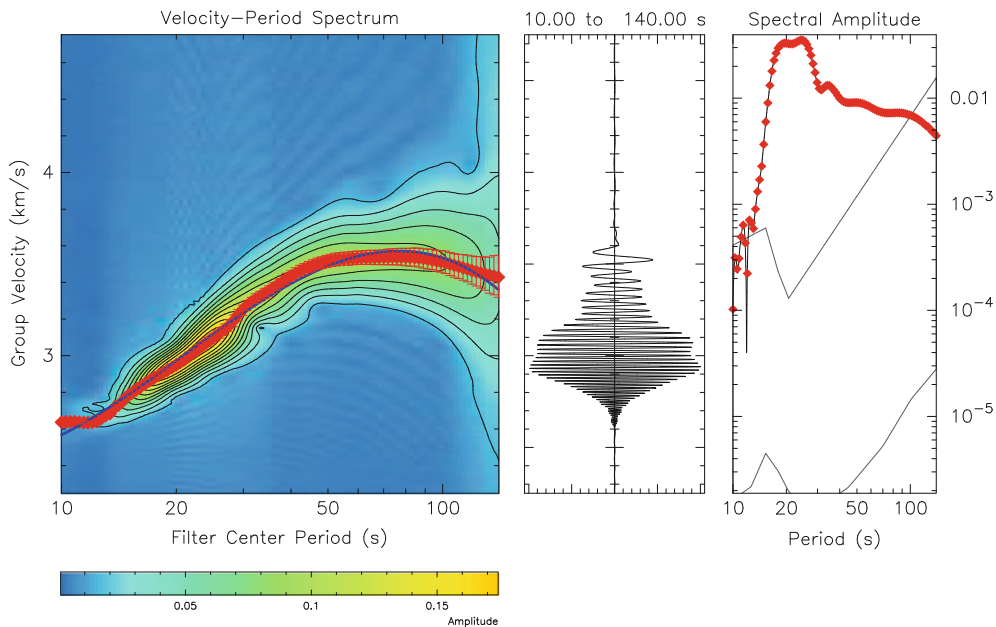 Velocity-Period Spectrum
10.00 to 140.00 s
Spectral Amplitude
Group Velocity (km/s)
4
3
10 20 50 100
Filter Center Period (s)
0.01
10⁻³
10⁻⁴
10⁻⁵
10 20 50 100
Period (s)
0.05 0.1 0.15
Amplitude